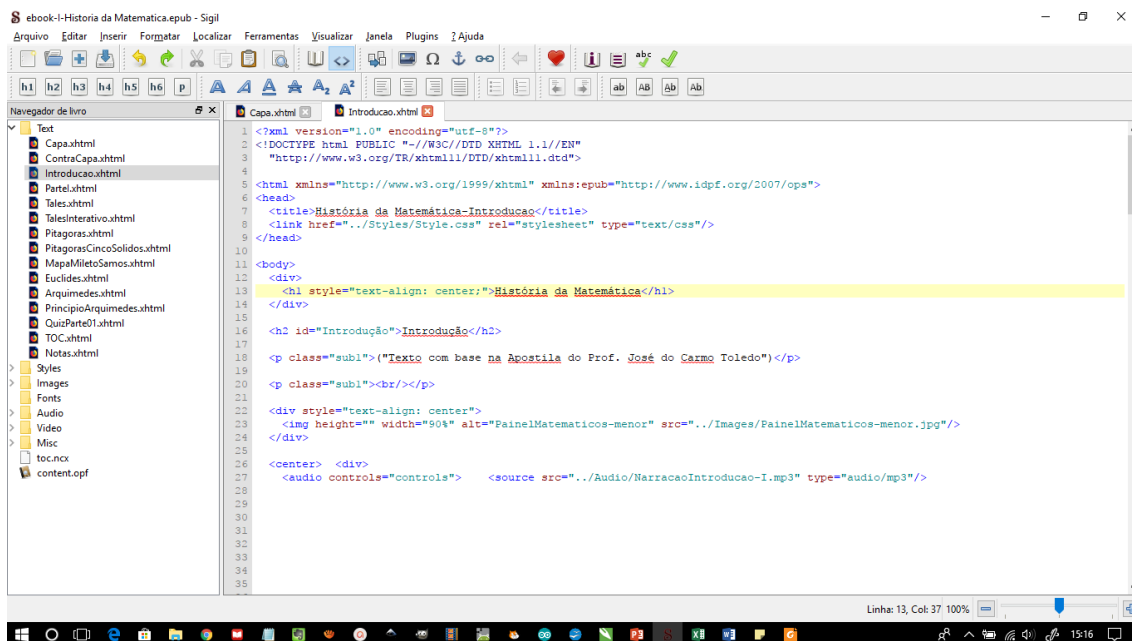 ebook-I-Historia da Matematica.epub - Sigil
Arquivo Editar Inserir Formatar Localizar Ferramentas Visualizar Janela Plugins ? Ajuda
h1 h2 h3 h4 h5 h6 p A A A A A₂ A² ab AB Ab Ab
Navegador de livro
Text
Capa.xhtml
ContraCapa.xhtml
Introducao.xhtml
PartеI.xhtml
Tales.xhtml
TalesInterativo.xhtml
Pitagoras.xhtml
PitagorasCincoSolidos.xhtml
MapaMiletoSamos.xhtml
Euclides.xhtml
Arquimedes.xhtml
PrincipioArquimedes.xhtml
QuizParte01.xhtml
TOC.xhtml
Notas.xhtml
Styles
Images
Fonts
Audio
Video
Misc
toc.ncx
content.opf
Capa.xhtml Introducao.xhtml
1 <?xml version="1.0" encoding="utf-8"?>
2 <!DOCTYPE html PUBLIC "-//W3C//DTD XHTML 1.1//EN"
3 "http://www.w3.org/TR/xhtml11/DTD/xhtml11.dtd">
4
5 <html xmlns="http://www.w3.org/1999/xhtml" xmlns:epub="http://www.idpf.org/2007/ops">
6 <head>
7 <title>História da Matemática-Introducao</title>
8 <link href="../Styles/Style.css" rel="stylesheet" type="text/css"/>
9 </head>
10
11 <body>
12 <div>
13 <h1 style="text-align: center;">História da Matemática</h1>
14 </div>
15
16 <h2 id="Introdução">Introdução</h2>
17
18 <p class="sub1">("Texto com base na Apostila do Prof. José do Carmo Toledo")</p>
19
20 <p class="sub1"><br/></p>
21
22 <div style="text-align: center">
23 <img height="" width="90%" alt="PainelMatematicos-menor" src="../Images/PainelMatematicos-menor.jpg"/>
24 </div>
25
26 <center> <div>
27 <audio controls="controls"> <source src="../Audio/NarracaoIntroducao-I.mp3" type="audio/mp3"/>
28
29
30
31
32
33
34
35
Linha: 13, Col: 37 100%
15:16